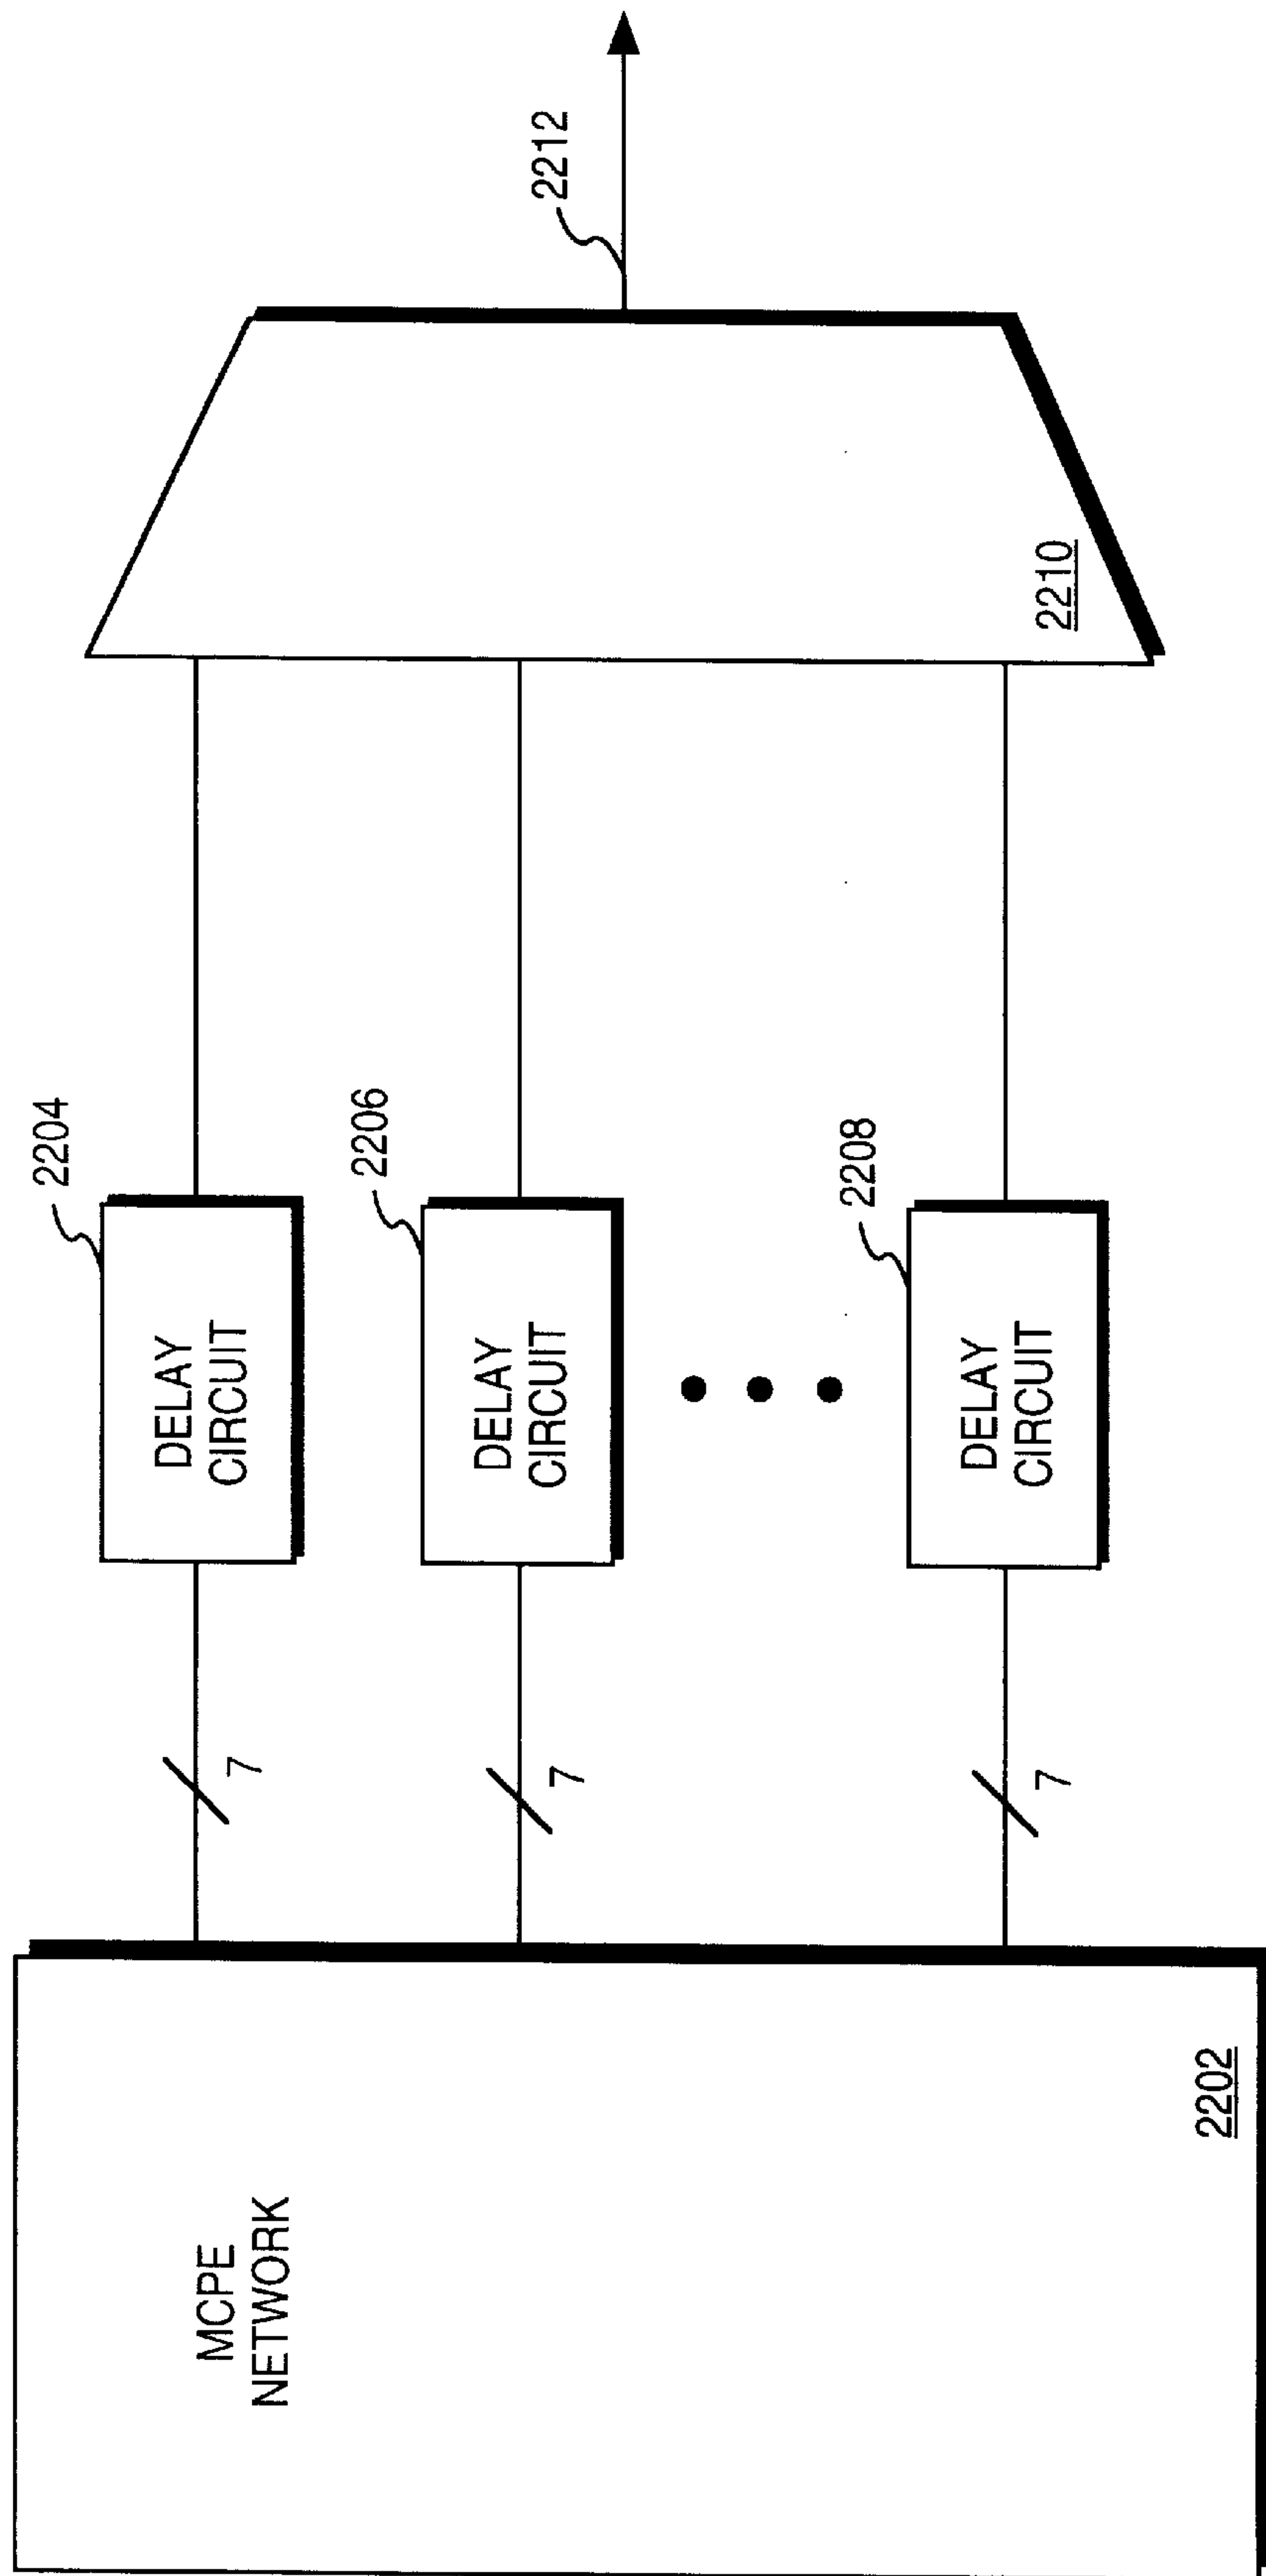 MCPE
NETWORK
2202
7
7
7
DELAY
CIRCUIT
2204
DELAY
CIRCUIT
2206
DELAY
CIRCUIT
2208
2210
2212